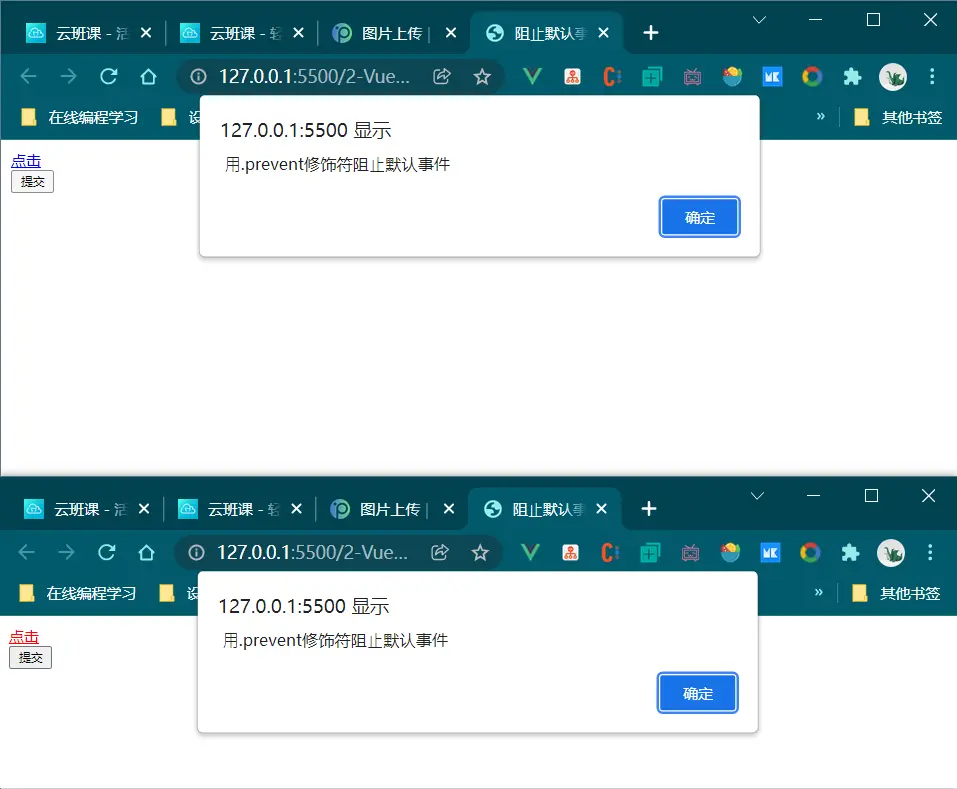 云班课 - 活
云班课 - 轻
图片上传 |
阻止默认事
127.0.0.1:5500/2-Vue...
MK
在线编程学习
设
»
其他书签
127.0.0.1:5500 显示
用.prevent修饰符阻止默认事件
确定
点击
提交
云班课 - 活
云班课 - 轻
图片上传 |
阻止默认事
127.0.0.1:5500/2-Vue...
MK
在线编程学习
设
»
其他书签
127.0.0.1:5500 显示
用.prevent修饰符阻止默认事件
确定
点击
提交